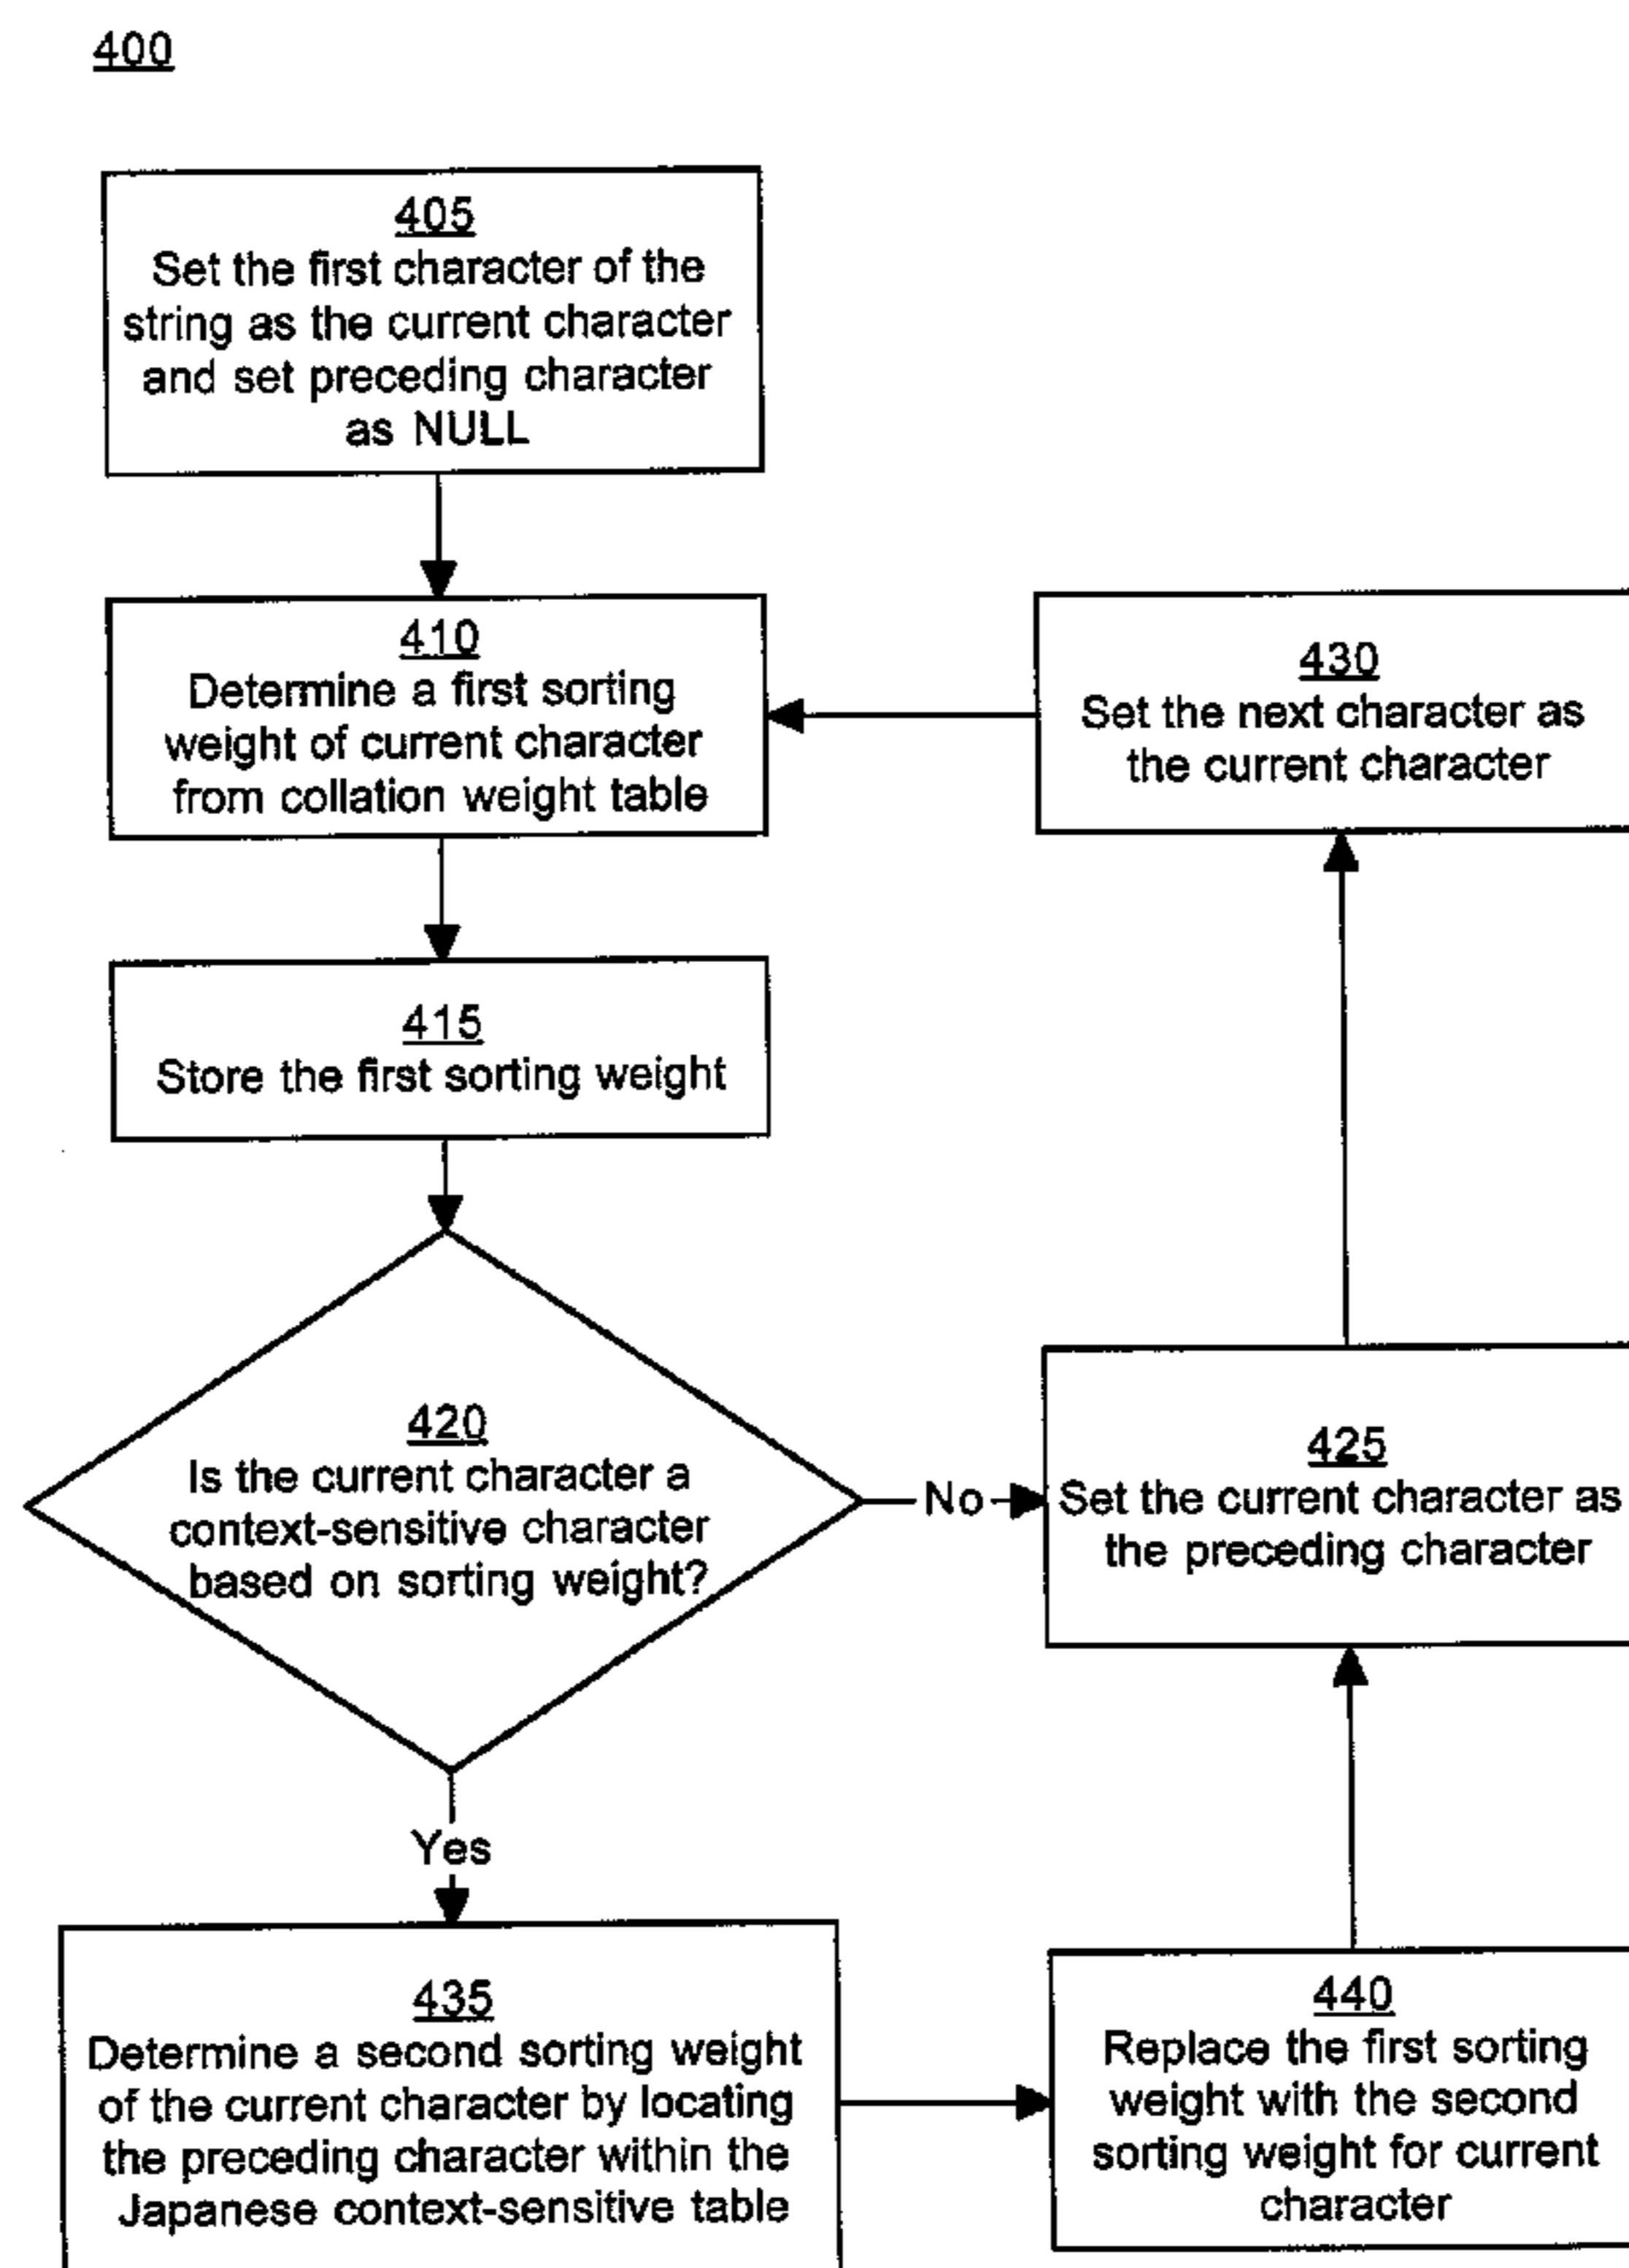 400
405
Set the first character of the
string as the current character
and set preceding character
as NULL
410
Determine a first sorting
weight of current character
from collation weight table
430
Set the next character as
the current character
415
Store the first sorting weight
420
Is the current character a
context-sensitive character
based on sorting weight?
No
425
Set the current character as
the preceding character
Yes
435
Determine a second sorting weight
of the current character by locating
the preceding character within the
Japanese context-sensitive table
440
Replace the first sorting
weight with the second
sorting weight for current
character